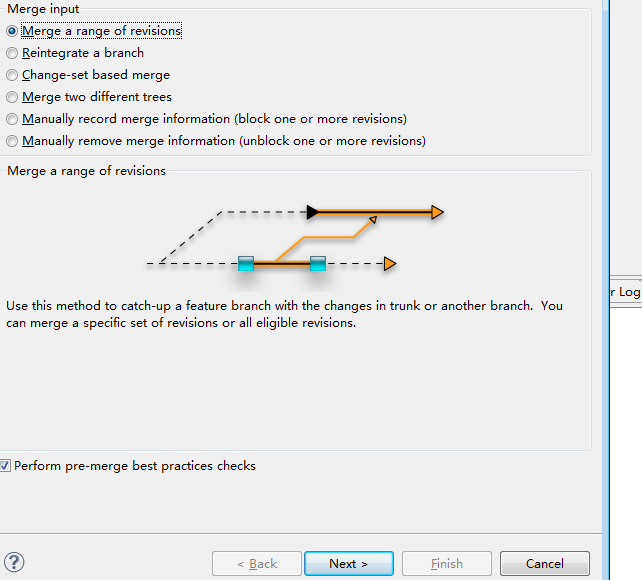 Merge input
Merge a range of revisions
Reintegrate a branch
Change-set based merge
Merge two different trees
Manually record merge information (block one or more revisions)
Manually remove merge information (unblock one or more revisions)
Merge a range of revisions
r Log
Use this method to catch-up a feature branch with the changes in trunk or another branch.  You
can merge a specific set of revisions or all eligible revisions.
Perform pre-merge best practices checks
? < Back Next > Finish Cancel